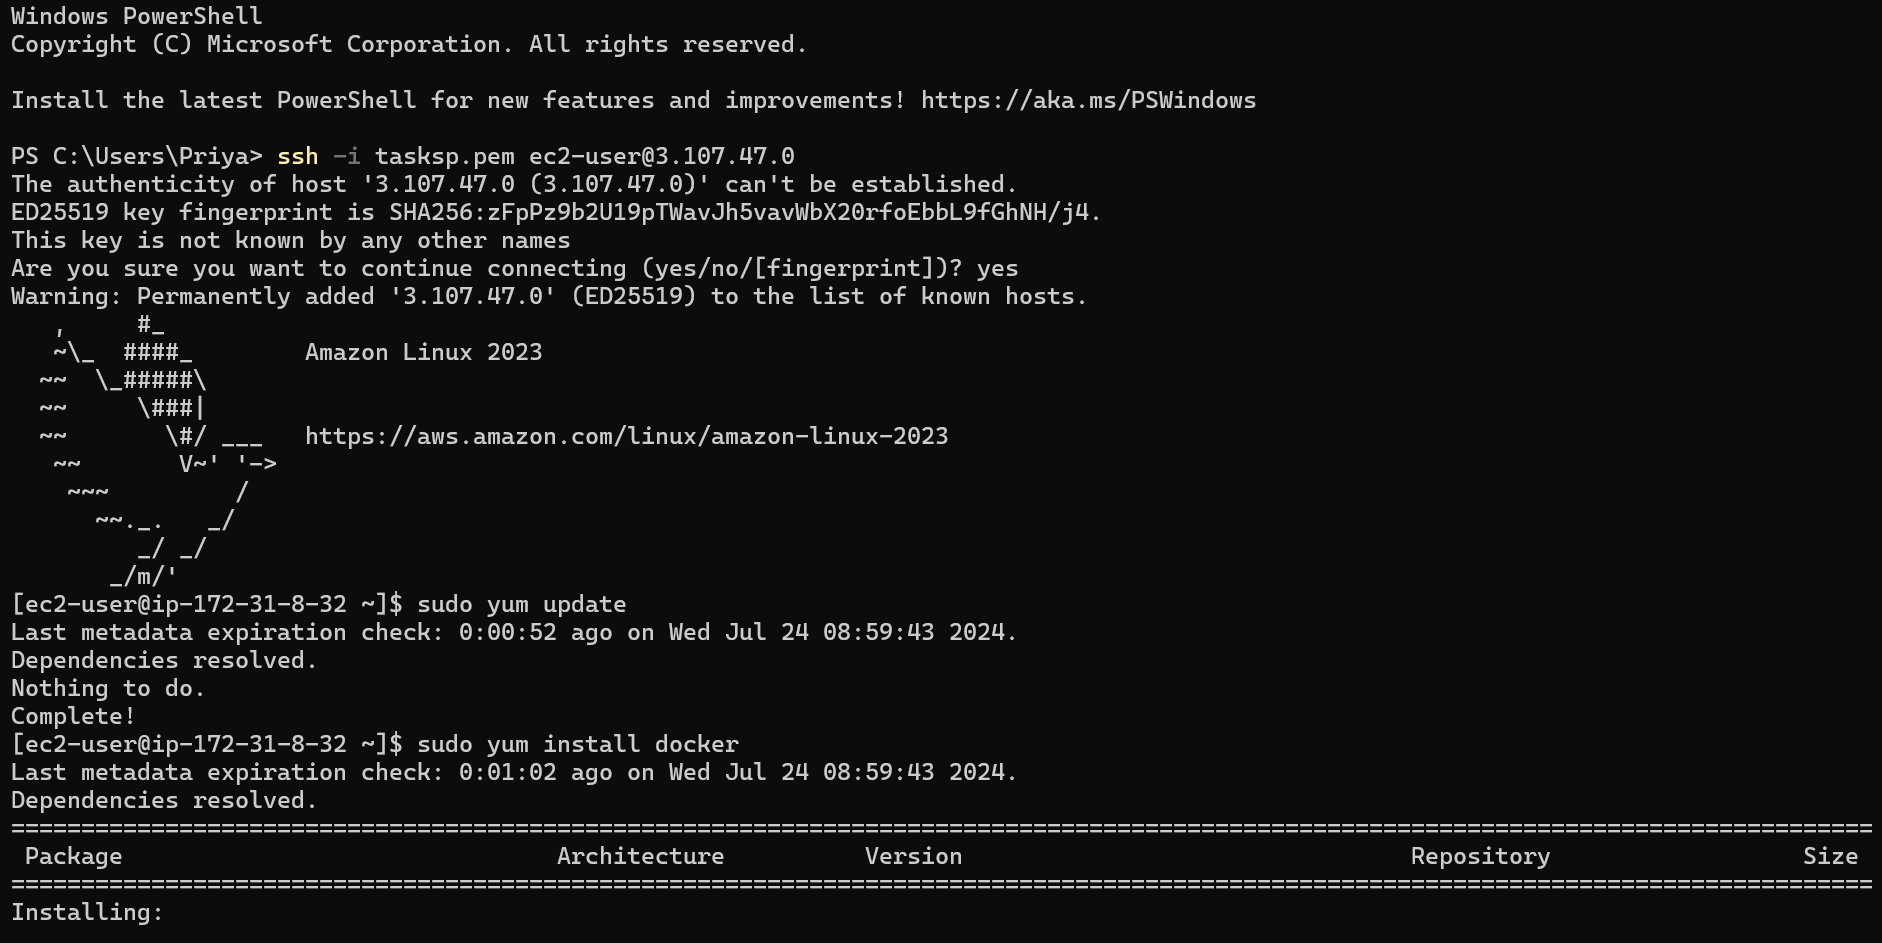 Windows PowerShell
Copyright (C) Microsoft Corporation. All rights reserved.

Install the latest PowerShell for new features and improvements! https://aka.ms/PSWindows

PS C:\Users\Priya> ssh -i tasksp.pem ec2-user@3.107.47.0
The authenticity of host '3.107.47.0 (3.107.47.0)' can't be established.
ED25519 key fingerprint is SHA256:zFpPz9b2U19pTWavJh5vavWbX20rfoEbbL9fGhNH/j4.
This key is not known by any other names
Are you sure you want to continue connecting (yes/no/[fingerprint])? yes
Warning: Permanently added '3.107.47.0' (ED25519) to the list of known hosts.
   ,     #_
   ~\_  ####_        Amazon Linux 2023
  ~~  \_#####\
  ~~     \###|
  ~~       \#/ ___   https://aws.amazon.com/linux/amazon-linux-2023
   ~~       V~' '->
    ~~~         /
      ~~._.   _/
         _/ _/
       _/m/'
[ec2-user@ip-172-31-8-32 ~]$ sudo yum update
Last metadata expiration check: 0:00:52 ago on Wed Jul 24 08:59:43 2024.
Dependencies resolved.
Nothing to do.
Complete!
[ec2-user@ip-172-31-8-32 ~]$ sudo yum install docker
Last metadata expiration check: 0:01:02 ago on Wed Jul 24 08:59:43 2024.
Dependencies resolved.
=====================================================================================================================================
 Package                               Architecture          Version                                Repository                  Size
=====================================================================================================================================
Installing: